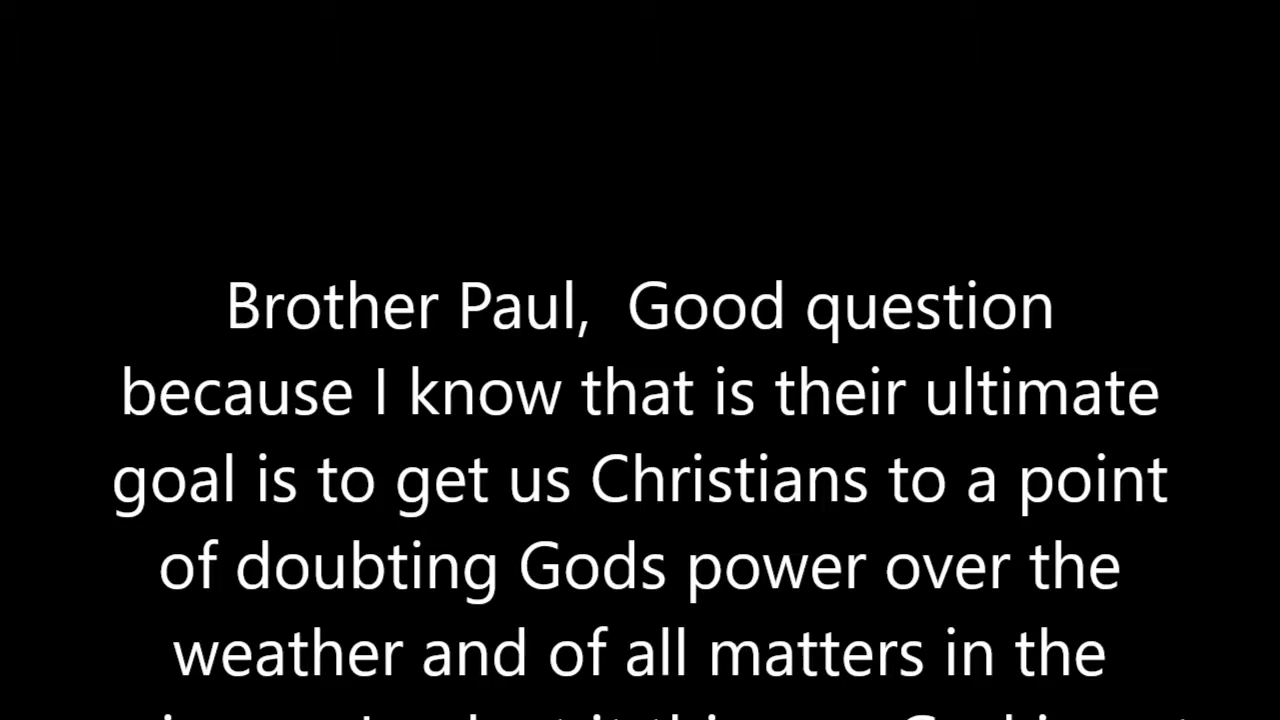 Brother Paul,  Good question
because I know that is their ultimate
goal is to get us Christians to a point
of doubting Gods power over the
weather and of all matters in the